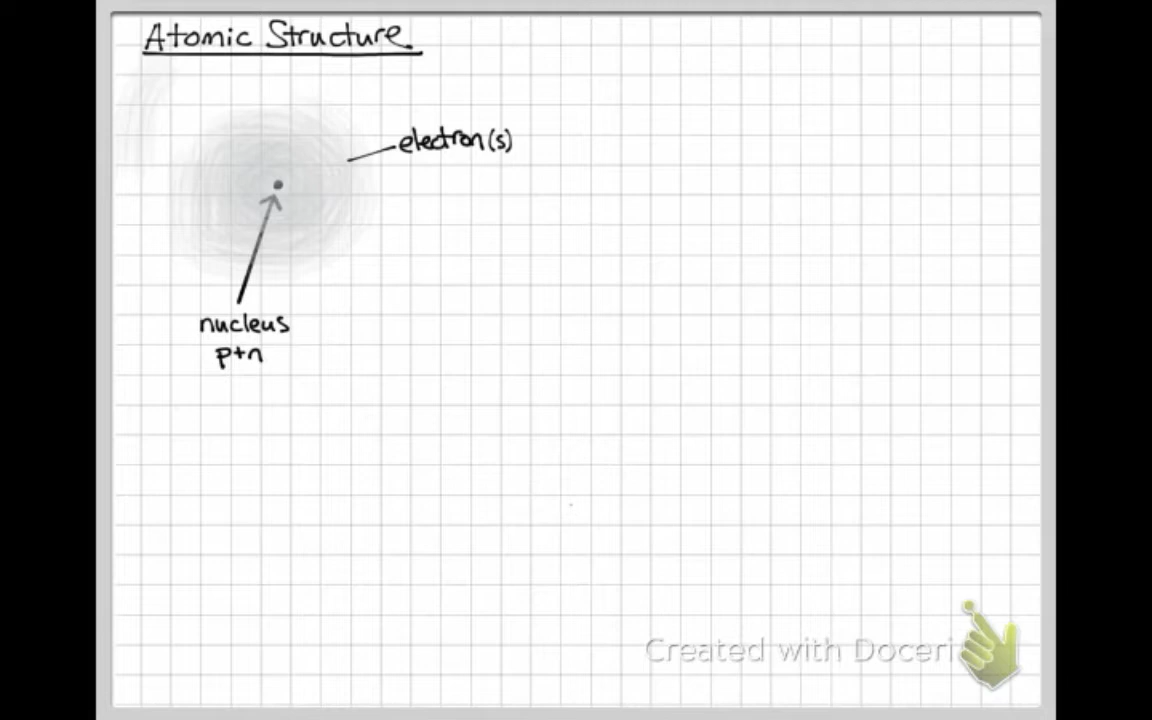 Atomic Structure
electron(s)
nucleus
p+n
Created with Doceri